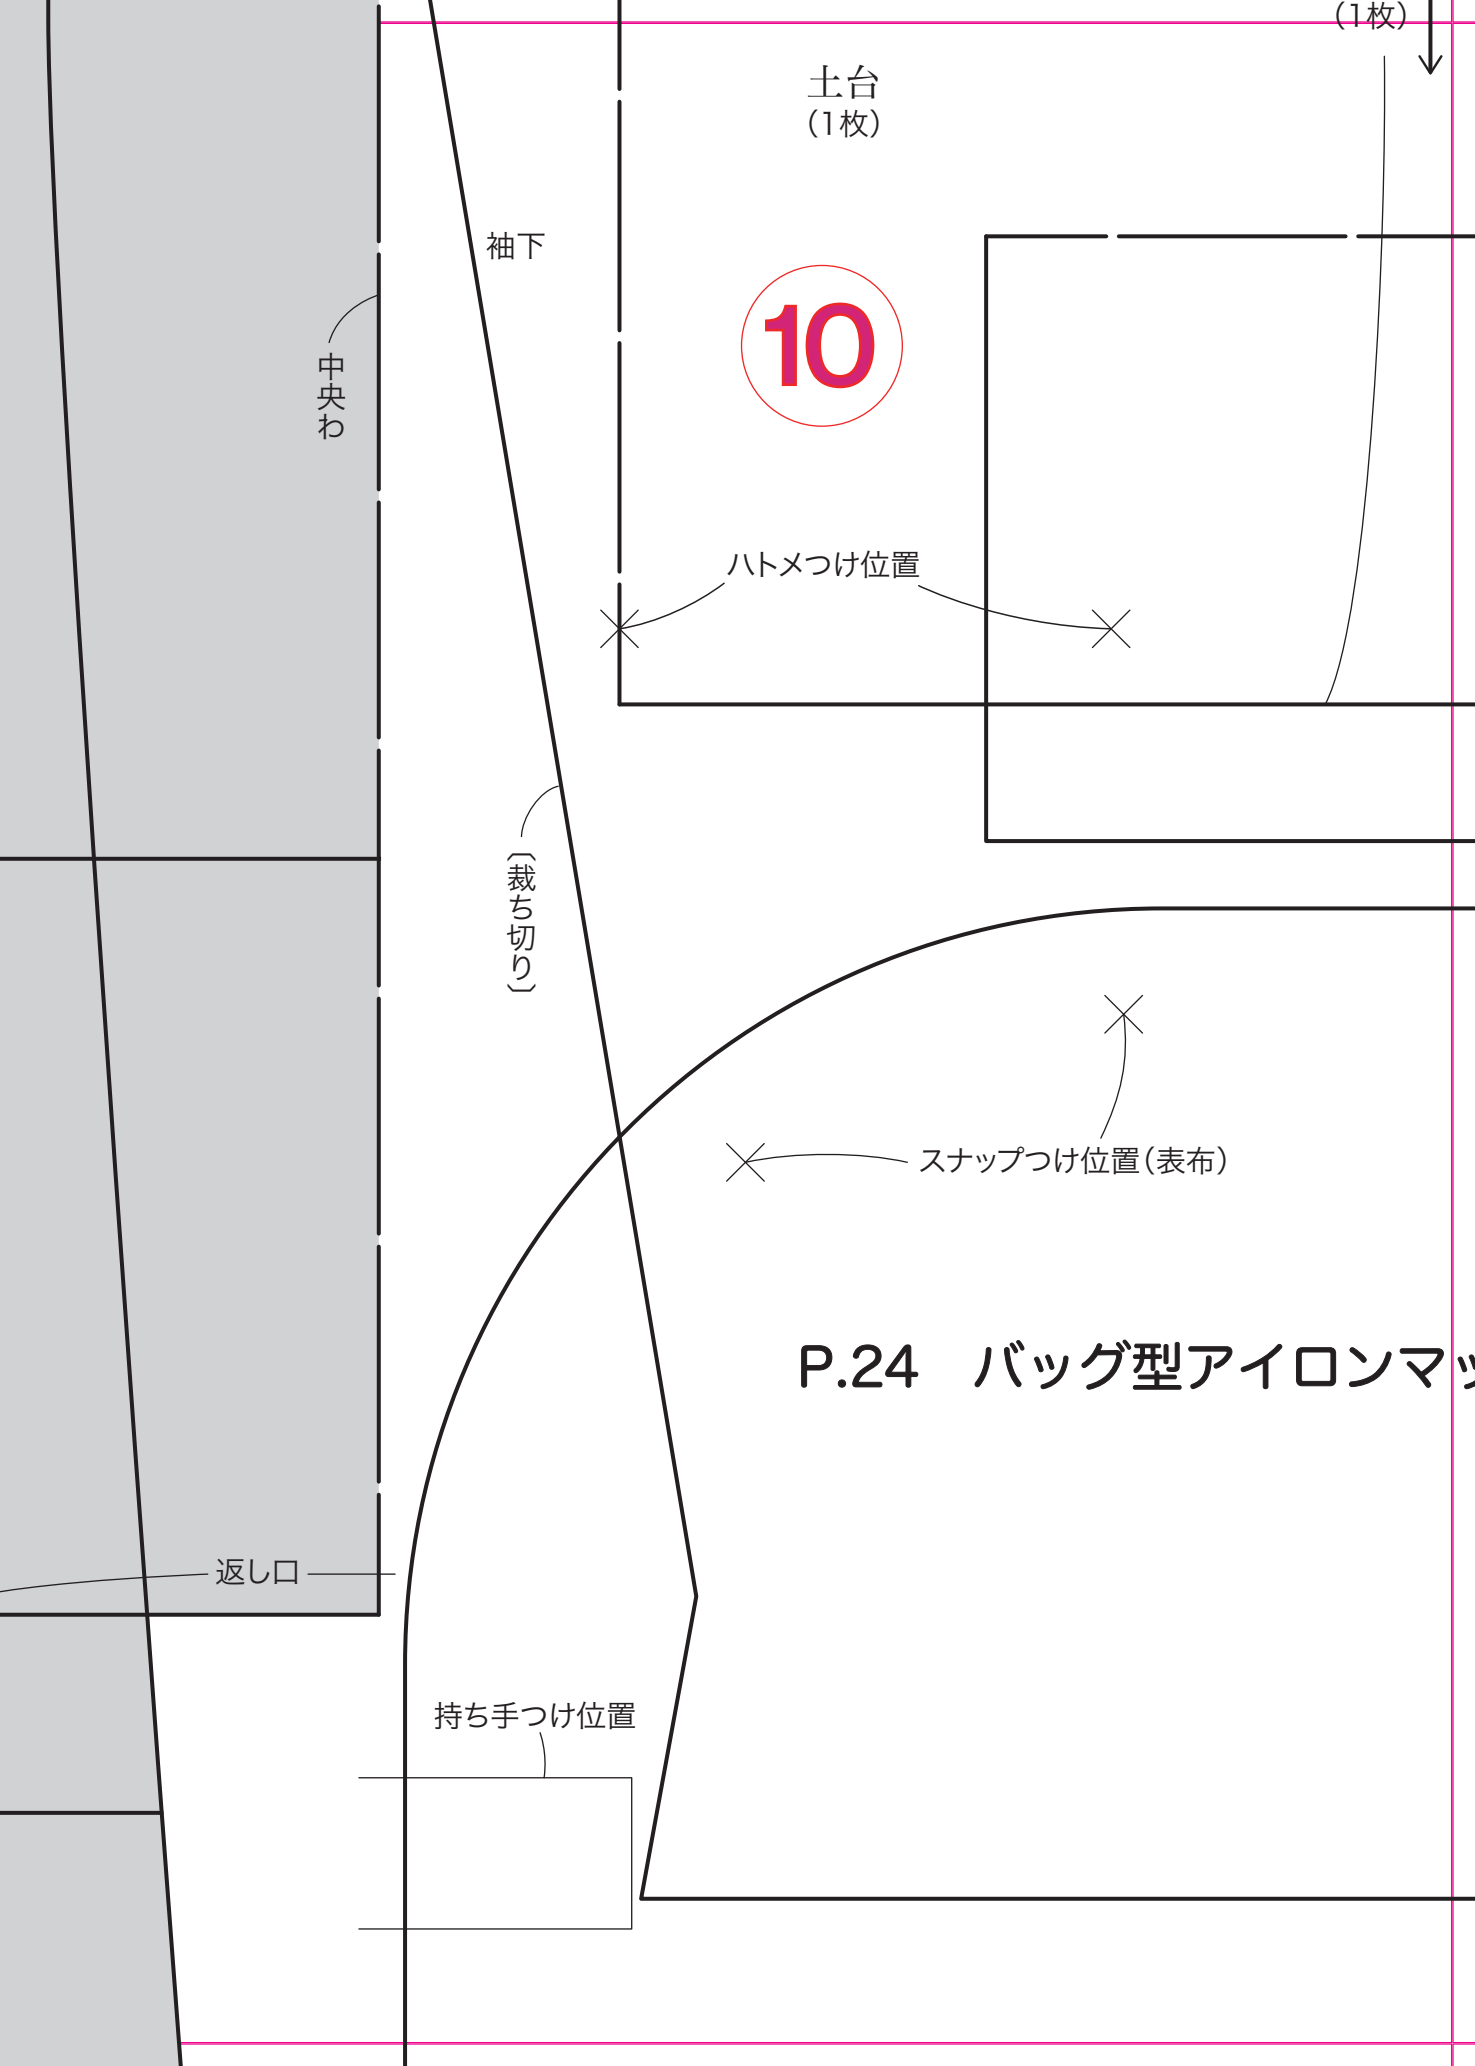 (1枚)
土台
(1枚)
袖下
10
中央わ
ハトメつけ位置
〔裁ち切り〕
スナップつけ位置(表布)
P.24 バッグ型アイロンマッ
返し口
持ち手つけ位置